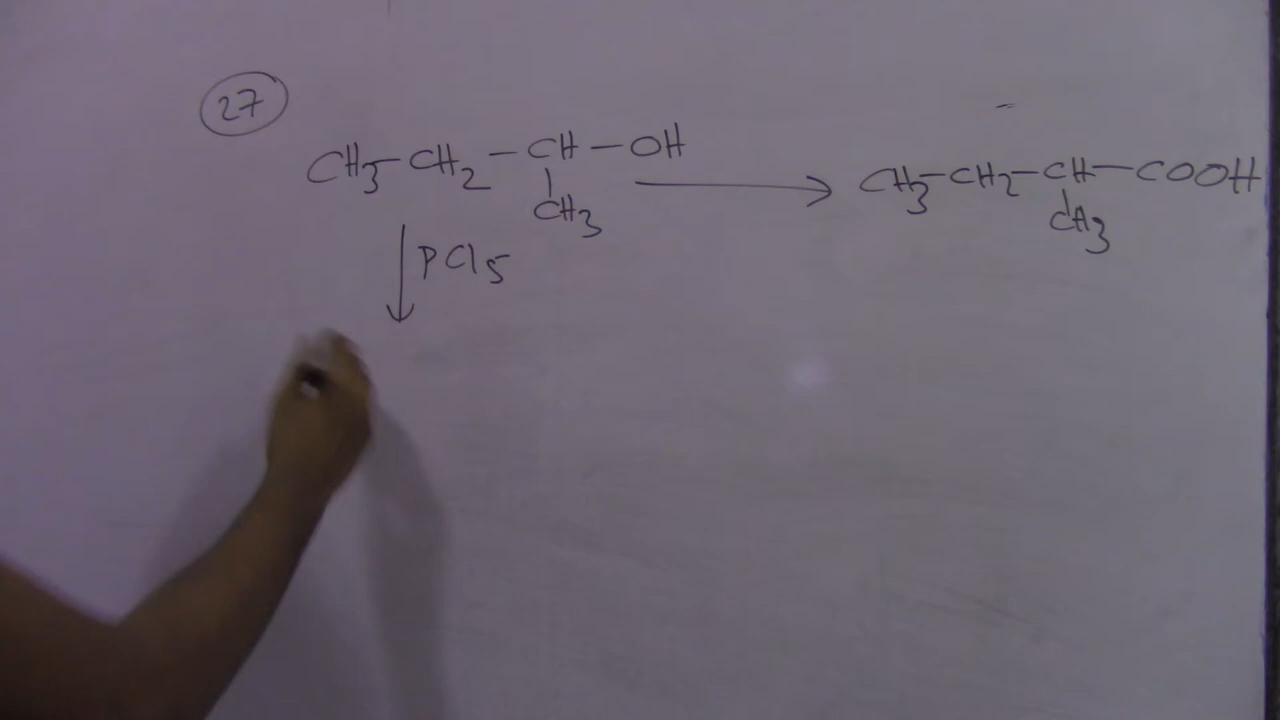 27
CH3-CH2-CH-OH → CH3-CH2-CH-COOH
CH3 CH3
↓ PCl5